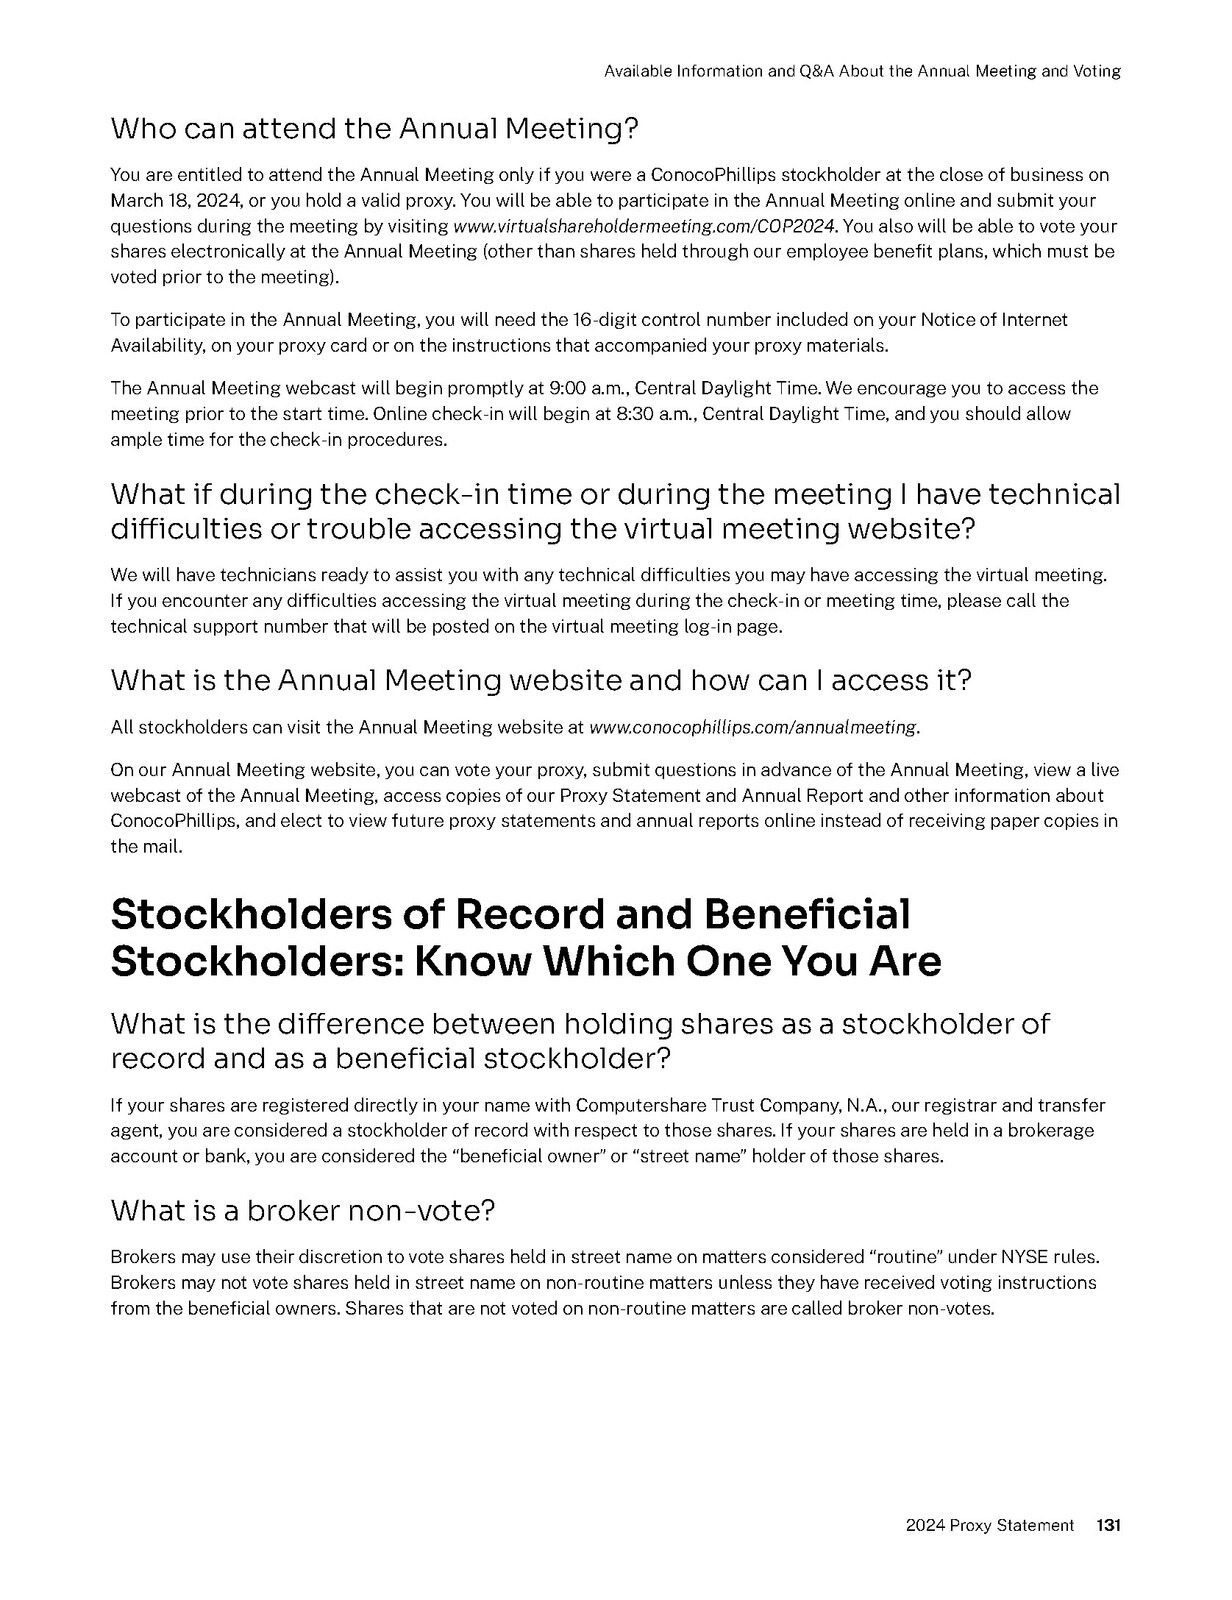 Available Information and Q&A About the Annual Meeting and Voting
Who can attend the Annual Meeting?
You are entitled to attend the Annual Meeting only if you were a ConocoPhillips stockholder at the close of business on
March 18, 2024, or you hold a valid proxy. You will be able to participate in the Annual Meeting online and submit your
questions during the meeting by visiting www.virtualshareholdermeeting.com/COP2024. You also will be able to vote your
shares electronically at the Annual Meeting (other than shares held through our employee benefit plans, which must be
voted prior to the meeting).
To participate in the Annual Meeting, you will need the 16-digit control number included on your Notice of Internet
Availability, on your proxy card or on the instructions that accompanied your proxy materials.
The Annual Meeting webcast will begin promptly at 9:00 a.m., Central Daylight Time. We encourage you to access the
meeting prior to the start time. Online check-in will begin at 8:30 a.m., Central Daylight Time, and you should allow
ample time for the check-in procedures.
What if during the check-in time or during the meeting I have technical
difficulties or trouble accessing the virtual meeting website?
We will have technicians ready to assist you with any technical difficulties you may have accessing the virtual meeting.
If you encounter any difficulties accessing the virtual meeting during the check-in or meeting time, please call the
technical support number that will be posted on the virtual meeting log-in page.
What is the Annual Meeting website and how can I access it?
All stockholders can visit the Annual Meeting website at www.conocophillips.com/annualmeeting.
On our Annual Meeting website, you can vote your proxy, submit questions in advance of the Annual Meeting, view a live
webcast of the Annual Meeting, access copies of our Proxy Statement and Annual Report and other information about
ConocoPhillips, and elect to view future proxy statements and annual reports online instead of receiving paper copies in
the mail.
Stockholders of Record and Beneficial
Stockholders: Know Which One You Are
What is the difference between holding shares as a stockholder of
record and as a beneficial stockholder?
If your shares are registered directly in your name with Computershare Trust Company, N.A., our registrar and transfer
agent, you are considered a stockholder of record with respect to those shares. If your shares are held in a brokerage
account or bank, you are considered the “beneficial owner” or “street name” holder of those shares.
What is a broker non-vote?
Brokers may use their discretion to vote shares held in street name on matters considered “routine” under NYSE rules.
Brokers may not vote shares held in street name on non-routine matters unless they have received voting instructions
from the beneficial owners. Shares that are not voted on non-routine matters are called broker non-votes.
2024 Proxy Statement 131